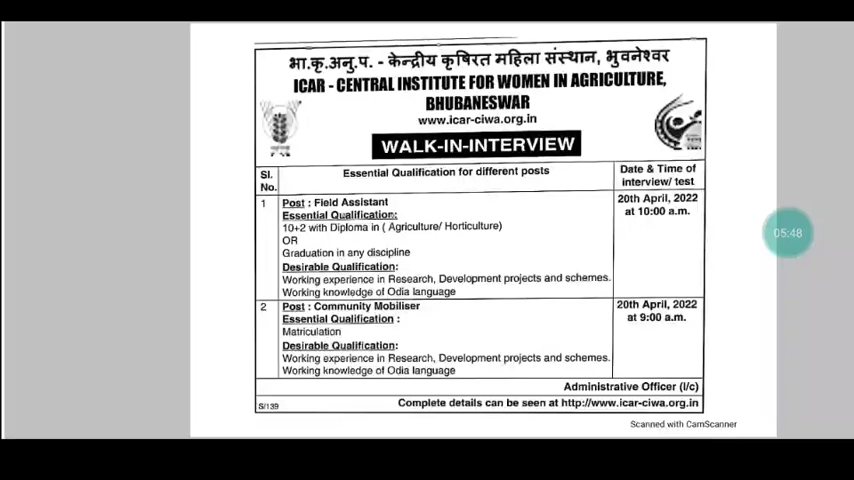 भा.कृ.अनु.प. - केन्द्रीय कृषिरत महिला संस्थान, भुवनेश्वर
ICAR - CENTRAL INSTITUTE FOR WOMEN IN AGRICULTURE,
BHUBANESWAR
www.icar-ciwa.org.in
WALK-IN-INTERVIEW
Sl. No.
Essential Qualification for different posts
Date & Time of
interview/ test
1
Post : Field Assistant
Essential Qualification:
10+2 with Diploma in ( Agriculture/ Horticulture)
OR
Graduation in any discipline
Desirable Qualification:
Working experience in Research, Development projects and schemes.
Working knowledge of Odia language
20th April, 2022
at 10:00 a.m.
2
Post : Community Mobiliser
Essential Qualification :
Matriculation
Desirable Qualification:
Working experience in Research, Development projects and schemes.
Working knowledge of Odia language
20th April, 2022
at 9:00 a.m.
Administrative Officer (I/c)
S/139
Complete details can be seen at http://www.icar-ciwa.org.in
Scanned with CamScanner
05:48